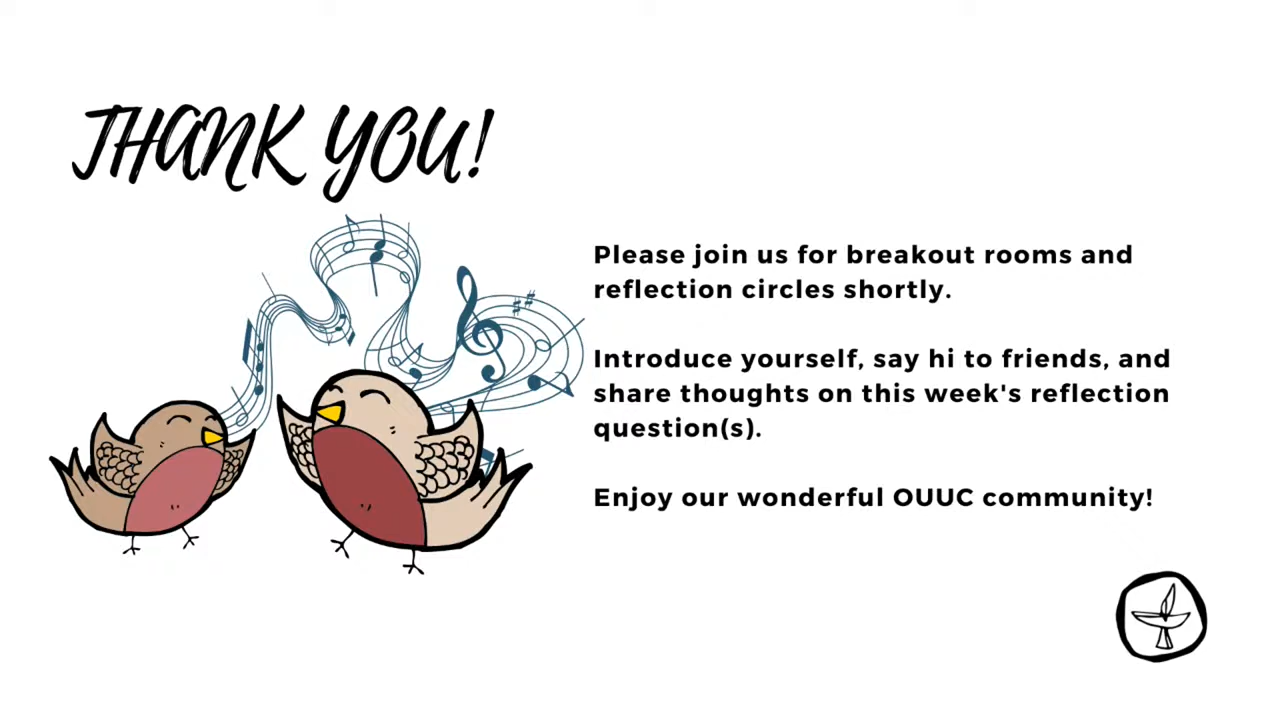 THANK YOU!
Please join us for breakout rooms and
reflection circles shortly.
Introduce yourself, say hi to friends, and
share thoughts on this week's reflection
question(s).
Enjoy our wonderful OUUC community!